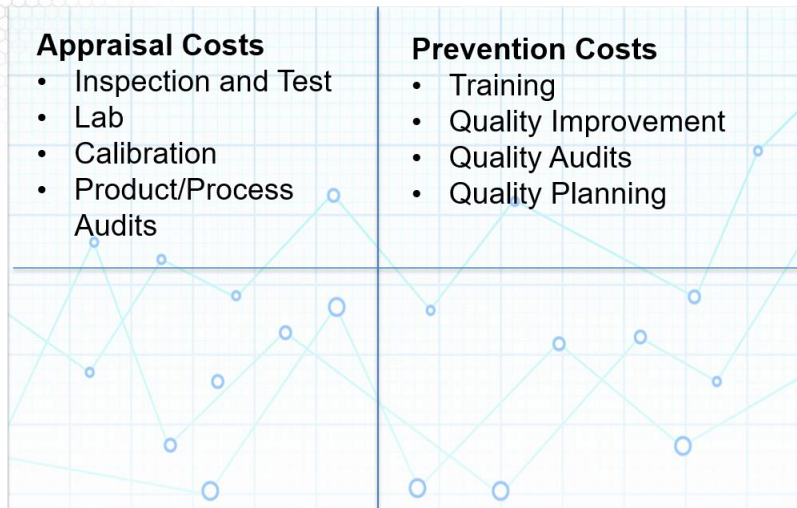 Appraisal Costs
• Inspection and Test
• Lab
• Calibration
• Product/Process
Audits
Prevention Costs
• Training
• Quality Improvement
• Quality Audits
• Quality Planning